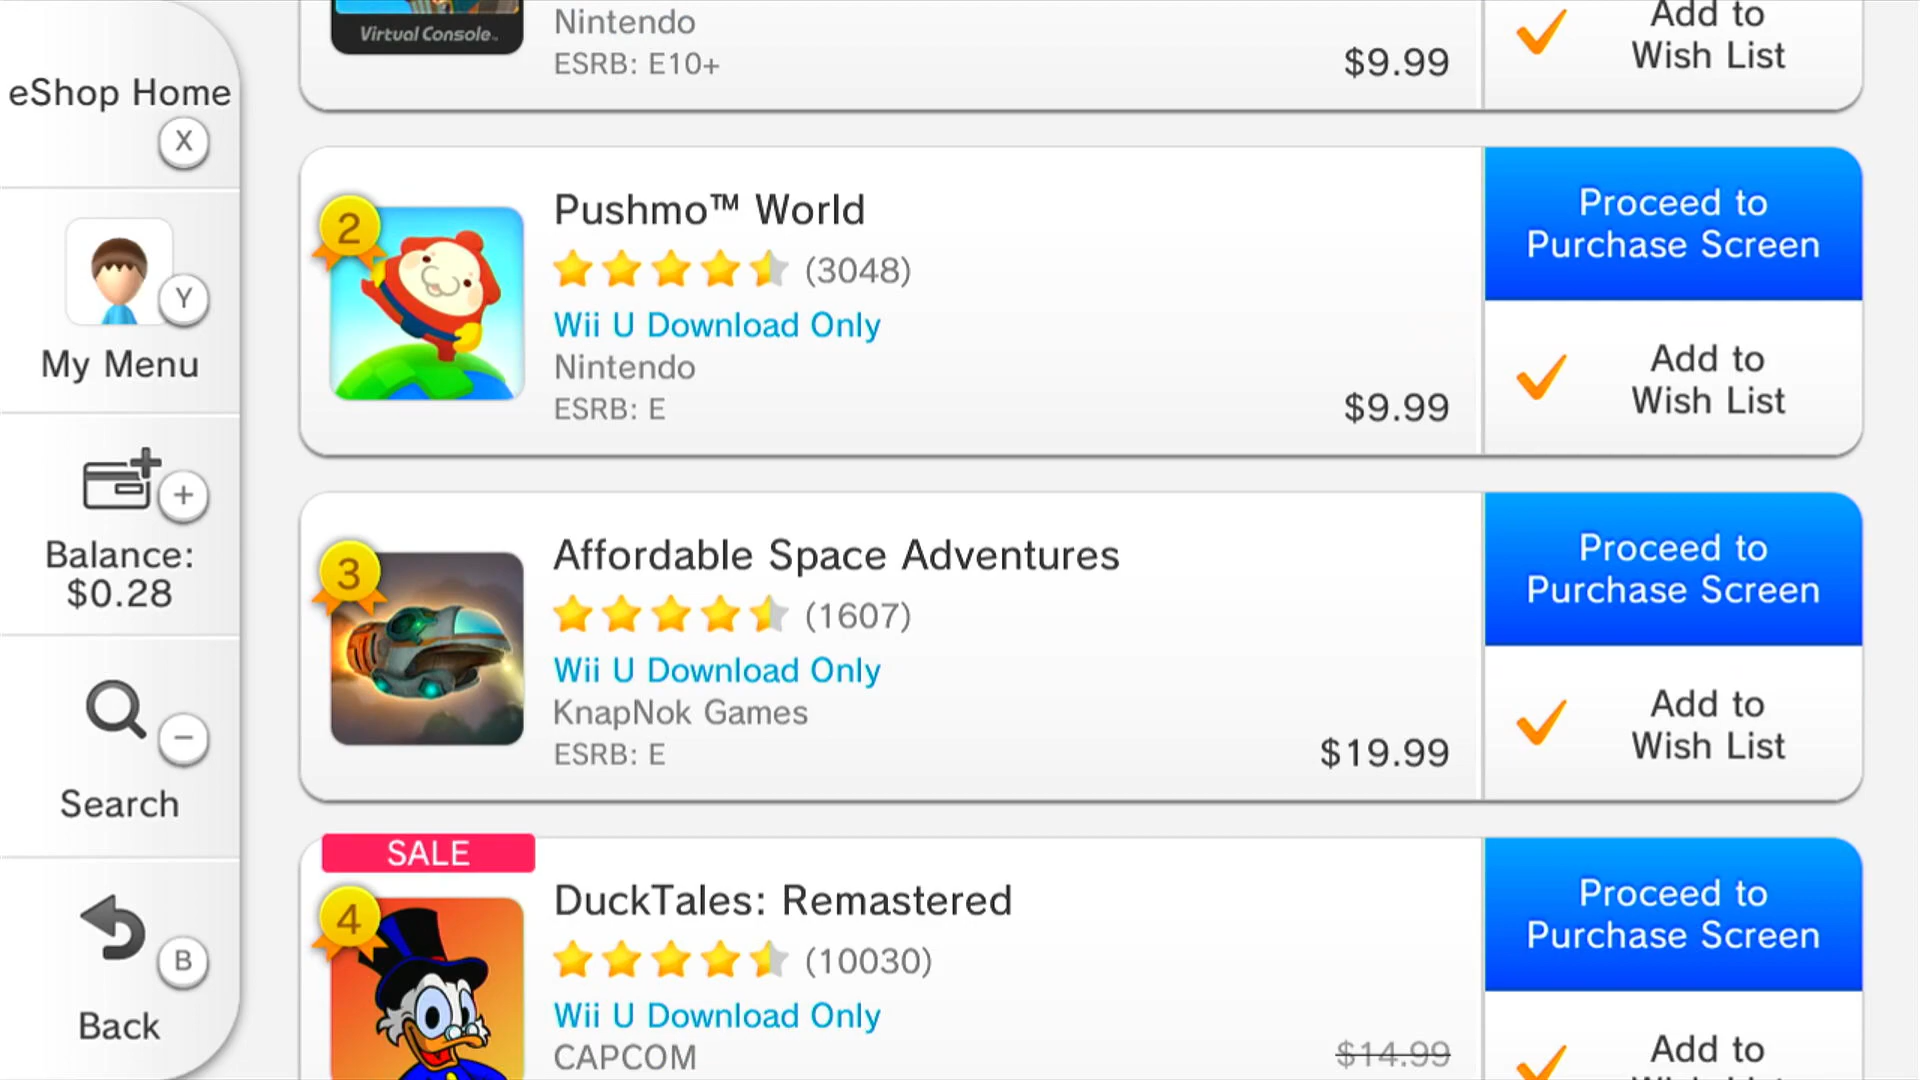 Virtual Console™
Nintendo
ESRB: E10+
$9.99
Add to
Wish List
eShop Home
X
Y
My Menu
+
Balance:
$0.28
−
Search
B
Back
2
Pushmo™ World
(3048)
Wii U Download Only
Nintendo
ESRB: E
$9.99
Proceed to
Purchase Screen
Add to
Wish List
3
Affordable Space Adventures
(1607)
Wii U Download Only
KnapNok Games
ESRB: E
$19.99
Proceed to
Purchase Screen
Add to
Wish List
SALE
4
DuckTales: Remastered
(10030)
Wii U Download Only
CAPCOM
$14.99
Proceed to
Purchase Screen
Add to